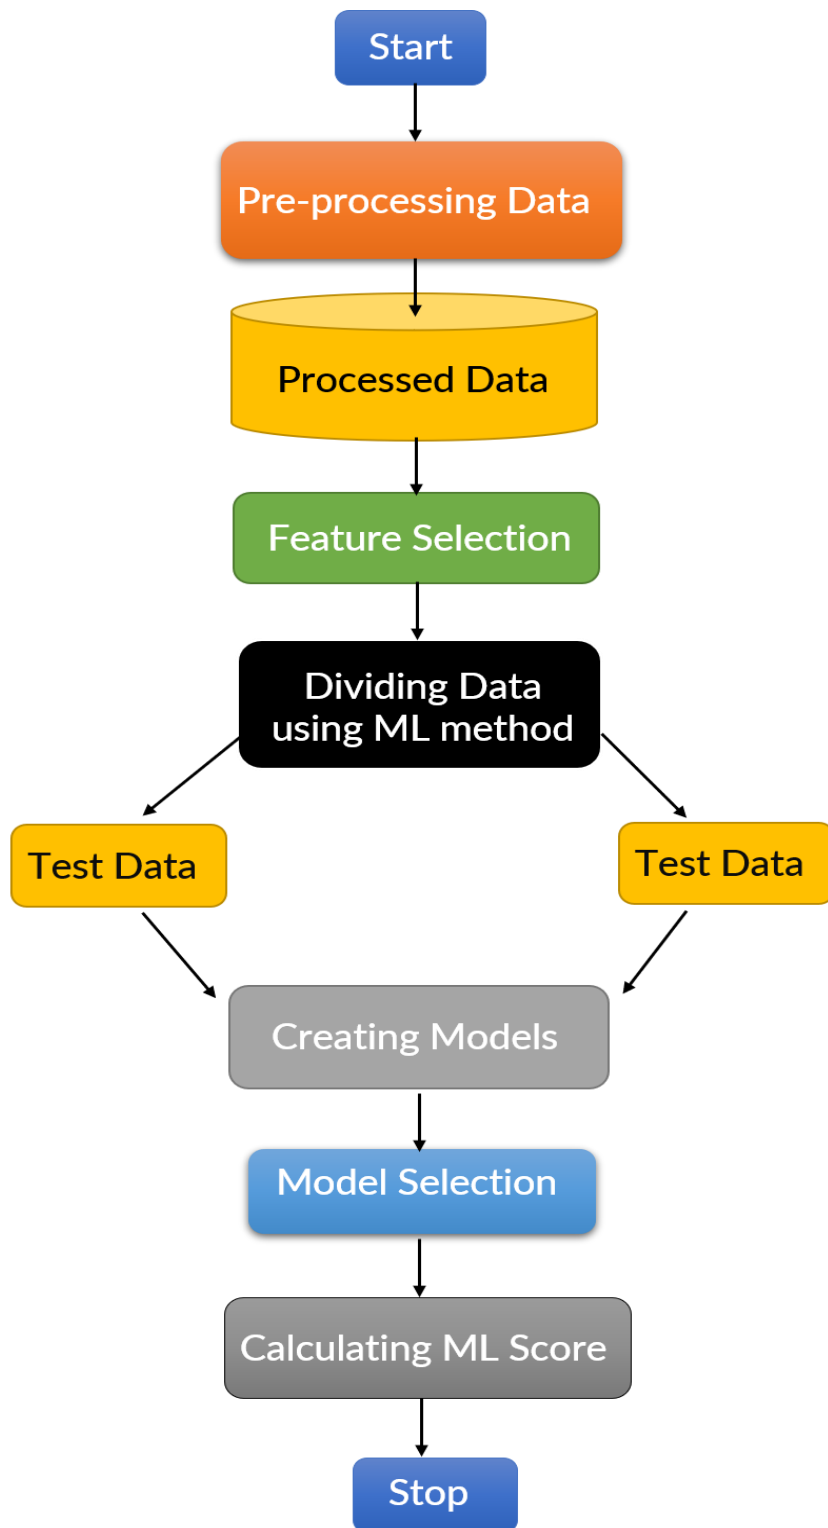 Start
Pre-processing Data
Processed Data
Feature Selection
Dividing Data
using ML method
Test Data
Test Data
Creating Models
Model Selection
Calculating ML Score
Stop